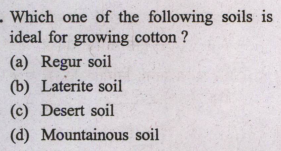 . Which one of the following soils is
ideal for growing cotton ?
(a) Regur soil
(b) Laterite soil
(c) Desert soil
(d) Mountainous soil